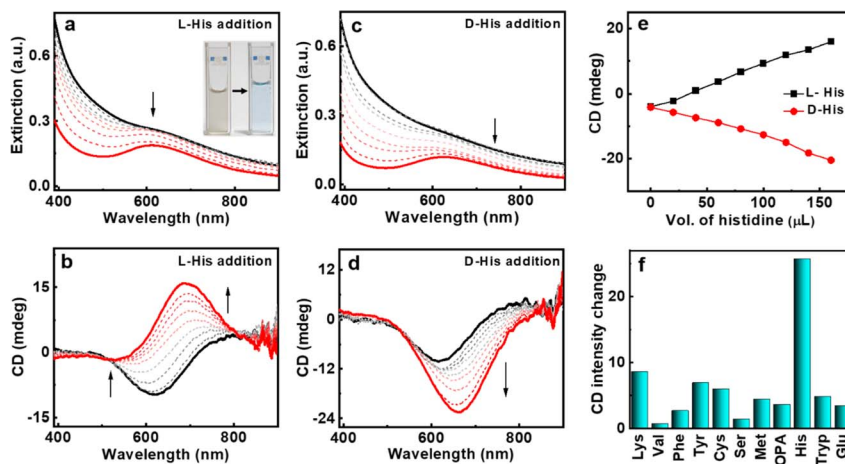 a
L-His addition
Extinction (a.u.)
0.6
0.3
0.0
400
600
800
Wavelength (nm)
c
D-His addition
Extinction (a.u.)
0.6
0.3
0.0
400
600
800
Wavelength (nm)
e
CD (mdeg)
20
0
-20
0
50
100
150
Vol. of histidine (μL)
L- His
D-His
b
L-His addition
CD (mdeg)
15
0
-15
400
600
800
Wavelength (nm)
d
D-His addition
CD (mdeg)
12
0
-12
-24
400
600
800
Wavelength (nm)
f
CD intensity change
20
10
0
Lys
Val
Phe
Tyr
Cys
Ser
Met
DPA
His
Tryp
Glu